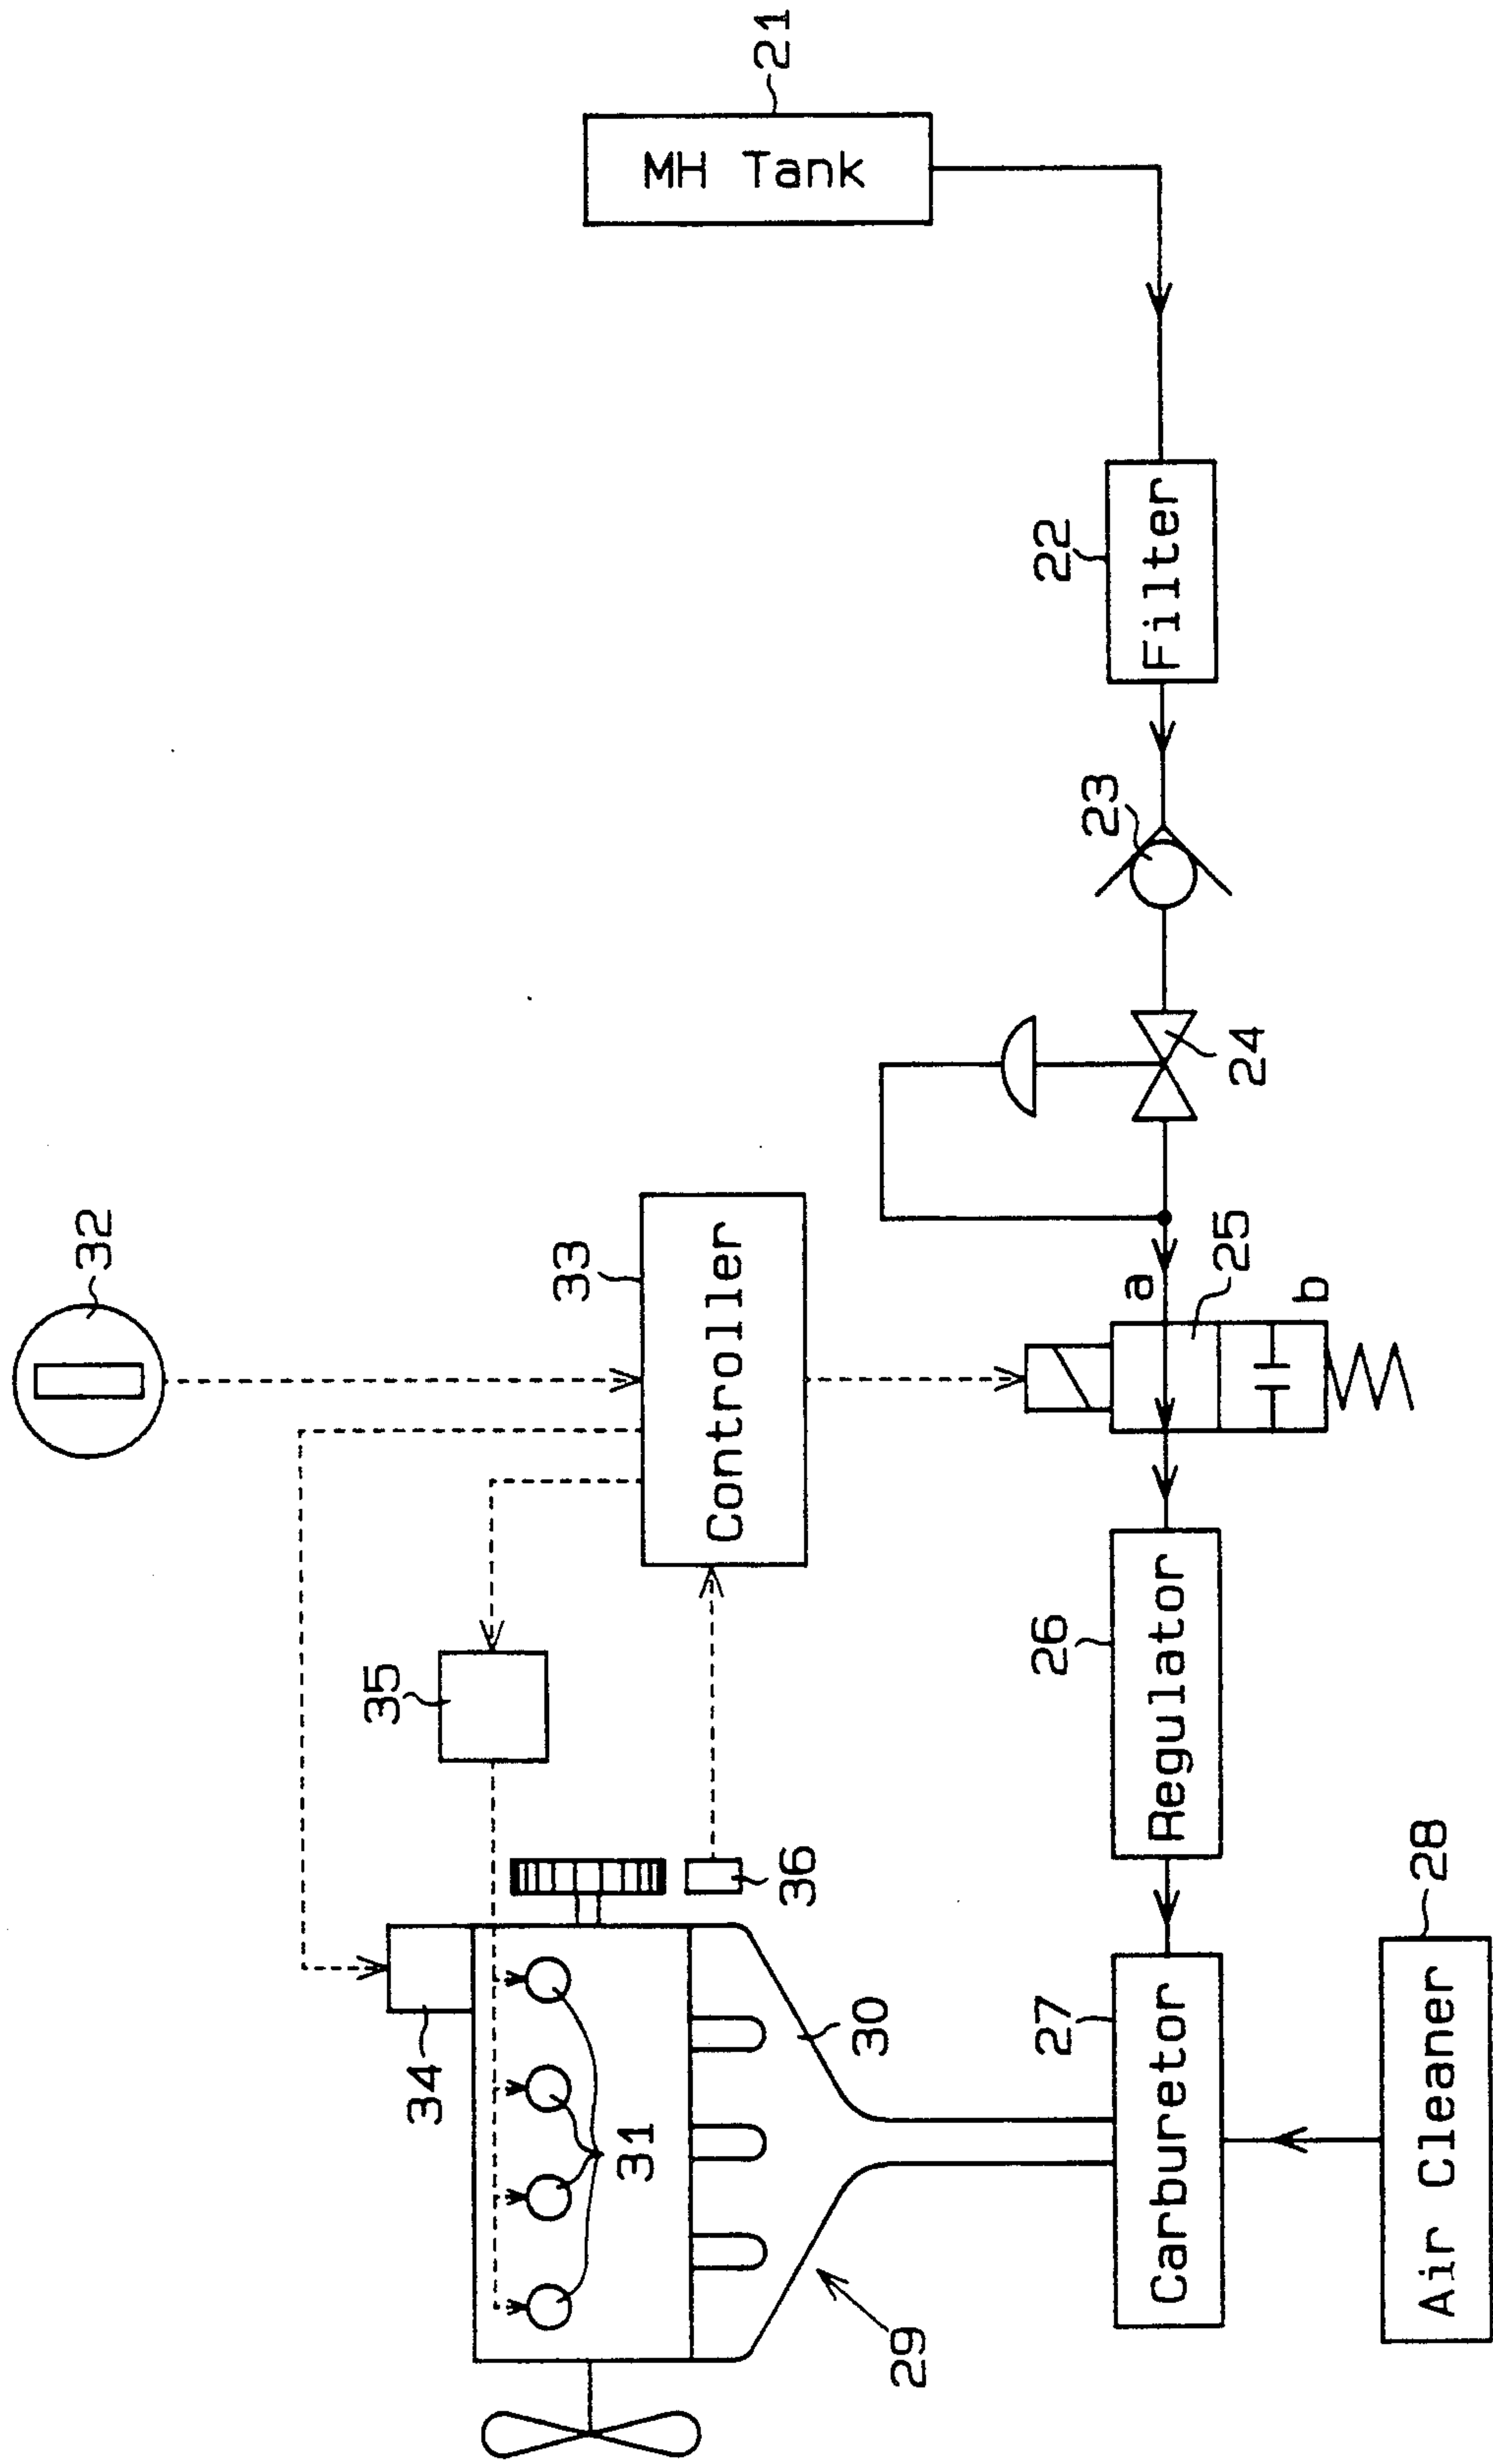 32
33
Controller
35
34
31
36
30
29
MH Tank
21
22
Filter
23
24
a
25
b
26
Regulator
27
Carburetor
28
Air Cleaner